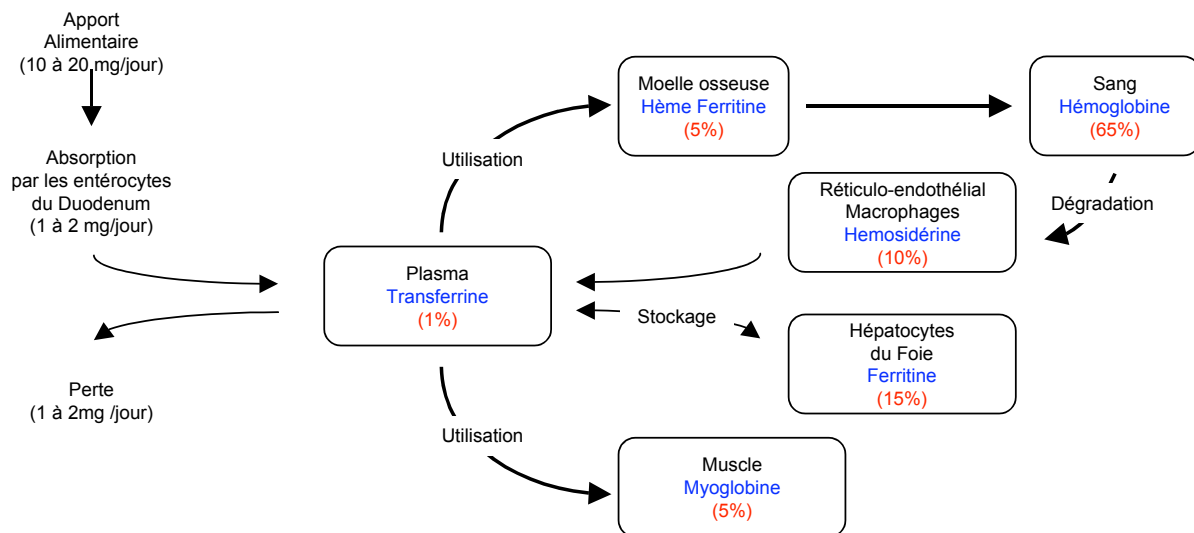 Apport
Alimentaire
(10 à 20 mg/jour)
Absorption
par les entérocytes
du Duodenum
(1 à 2 mg/jour)
Perte
(1 à 2mg /jour)
Utilisation
Plasma
Transferrine
(1%)
Utilisation
Moelle osseuse
Hème Ferritine
(5%)
Sang
Hémoglobine
(65%)
Dégradation
Réticulo-endothélial
Macrophages
Hemosidérine
(10%)
Stockage
Hépatocytes
du Foie
Ferritine
(15%)
Muscle
Myoglobine
(5%)